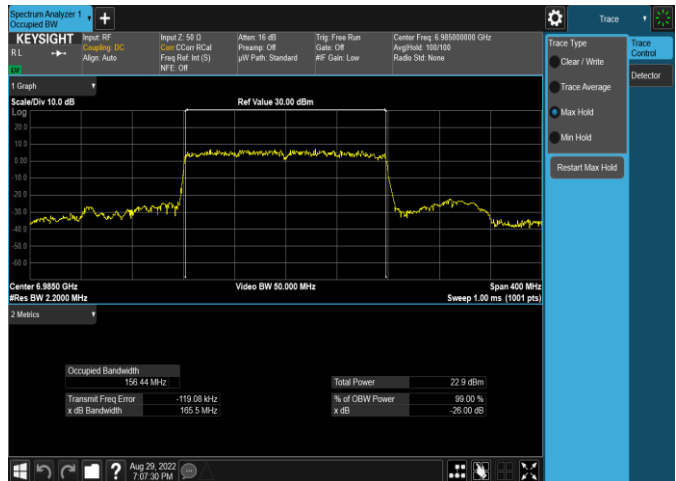 Spectrum Analyzer 1
Occupied BW
KEYSIGHT
RL
Input: RF
Coupling: DC
Align: Auto
Input Z: 50 Ω
Corr CCorr RCal
Freq Ref: Int (S)
NFE: Off
Atten: 16 dB
Preamp: Off
µW Path: Standard
Trig: Free Run
Gate: Off
#IF Gain: Low
Center Freq: 6.985000000 GHz
Avg|Hold: 100/100
Radio Std: None
Trace
Trace Type
Clear / Write
Trace Average
Max Hold
Min Hold
Restart Max Hold
Trace Control
Detector
1 Graph
Scale/Div 10.0 dB
Ref Value 30.00 dBm
Log
20.0
10.0
0.00
-10.0
-20.0
-30.0
-40.0
-50.0
-60.0
Center 6.9850 GHz
Video BW 50.000 MHz
Span 400 MHz
#Res BW 2.2000 MHz
Sweep 1.00 ms (1001 pts)
2 Metrics
Occupied Bandwidth
156.44 MHz
Transmit Freq Error -119.08 kHz
x dB Bandwidth 165.5 MHz
Total Power 22.9 dBm
% of OBW Power 99.00 %
x dB -26.00 dB
?
Aug 29, 2022
7:07:30 PM